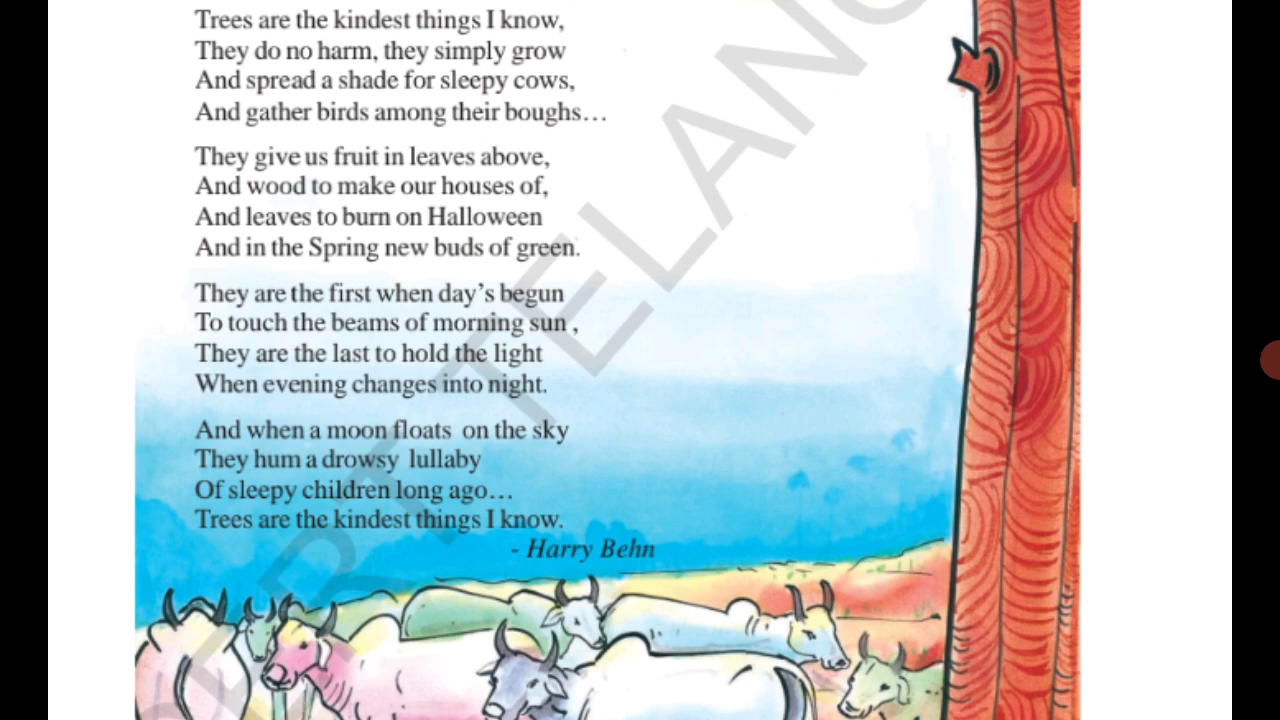 Trees are the kindest things I know,
They do no harm, they simply grow
And spread a shade for sleepy cows,
And gather birds among their boughs…
They give us fruit in leaves above,
And wood to make our houses of,
And leaves to burn on Halloween
And in the Spring new buds of green.
They are the first when day's begun
To touch the beams of morning sun ,
They are the last to hold the light
When evening changes into night.
And when a moon floats on the sky
They hum a drowsy lullaby
Of sleepy children long ago…
Trees are the kindest things I know.
- Harry Behn